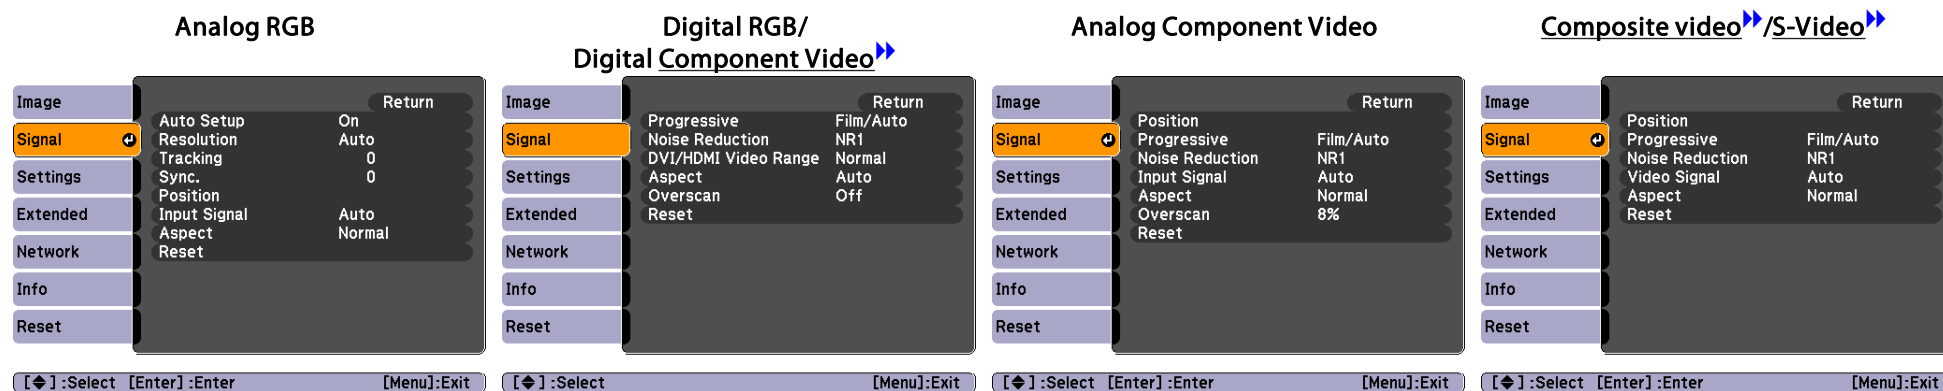 Analog RGB
Image
Signal
Settings
Extended
Network
Info
Reset
Return
Auto Setup On
Resolution Auto
Tracking 0
Sync. 0
Position
Input Signal Auto
Aspect Normal
Reset
[◆] :Select [Enter] :Enter [Menu]:Exit
Digital RGB/
Digital Component Video
Image
Signal
Settings
Extended
Network
Info
Reset
Return
Progressive Film/Auto
Noise Reduction NR1
DVI/HDMI Video Range Normal
Aspect Auto
Overscan Off
Reset
[◆] :Select [Menu]:Exit
Analog Component Video
Image
Signal
Settings
Extended
Network
Info
Reset
Return
Position
Progressive Film/Auto
Noise Reduction NR1
Input Signal Auto
Aspect Normal
Overscan 8%
Reset
[◆] :Select [Enter] :Enter [Menu]:Exit
Composite video/S-Video
Image
Signal
Settings
Extended
Network
Info
Reset
Return
Position
Progressive Film/Auto
Noise Reduction NR1
Video Signal Auto
Aspect Normal
Reset
[◆] :Select [Enter] :Enter [Menu]:Exit